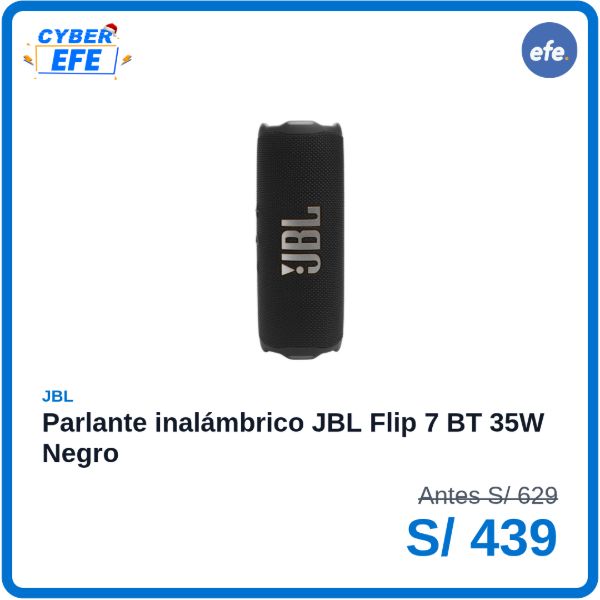 CYBER
EFE
efe.
JBL
JBL
Parlante inalámbrico JBL Flip 7 BT 35W
Negro
Antes S/ 629
S/ 439